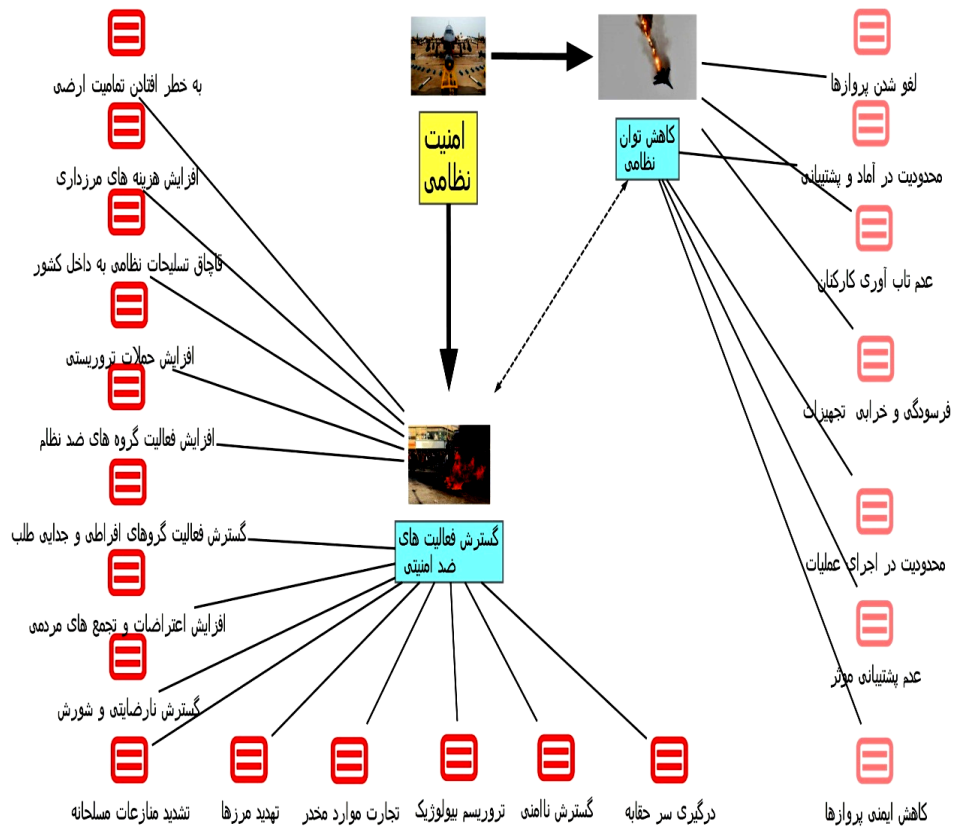 امنیت
نظامی
کاهش توان
نظامی
لغو شدن پروازها
محدودیت در آماد و پشتیبانی
عدم تاب آوری کارکنان
فرسودگی و خرابی تجهیزات
محدودیت در اجرای عملیات
عدم پشتیبانی موثر
کاهش ایمنی پروازها
گسترش فعالیت های
ضد امنیتی
به خطر افتادن تمامیت ارضی
افزایش هزینه های مرزداری
قاچاق تسلیحات نظامی به داخل کشور
افزایش حملات تروریستی
افزایش فعالیت گروه های ضد نظام
گسترش فعالیت گروهای افراطی و جدایی طلب
افزایش اعتراضات و تجمع های مردمی
گسترش نارضایتی و شورش
درگیری سر حقابه
گسترش ناامنی
تروریسم بیولوژیک
تجارت موارد مخدر
تهدید مرزها
تشدید منازعات مسلحانه